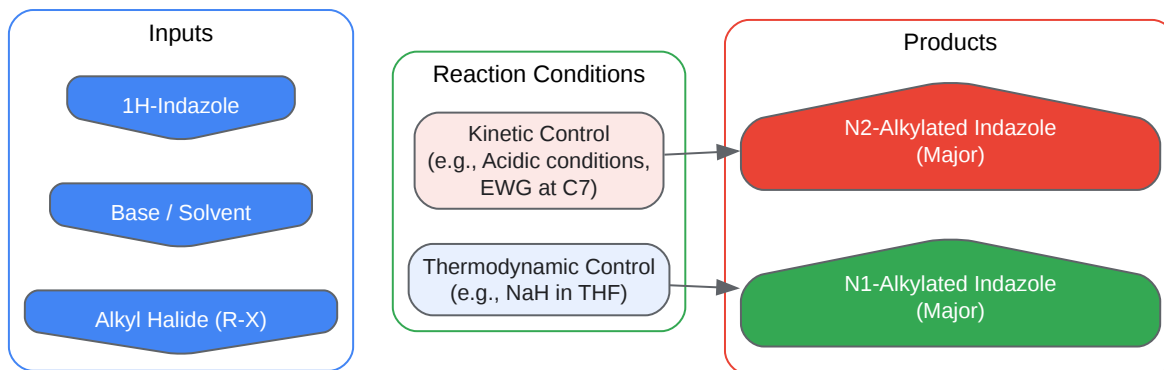 Inputs
1H-Indazole
Base / Solvent
Alkyl Halide (R-X)
Reaction Conditions
Kinetic Control
(e.g., Acidic conditions,
EWG at C7)
Thermodynamic Control
(e.g., NaH in THF)
Products
N2-Alkylated Indazole
(Major)
N1-Alkylated Indazole
(Major)